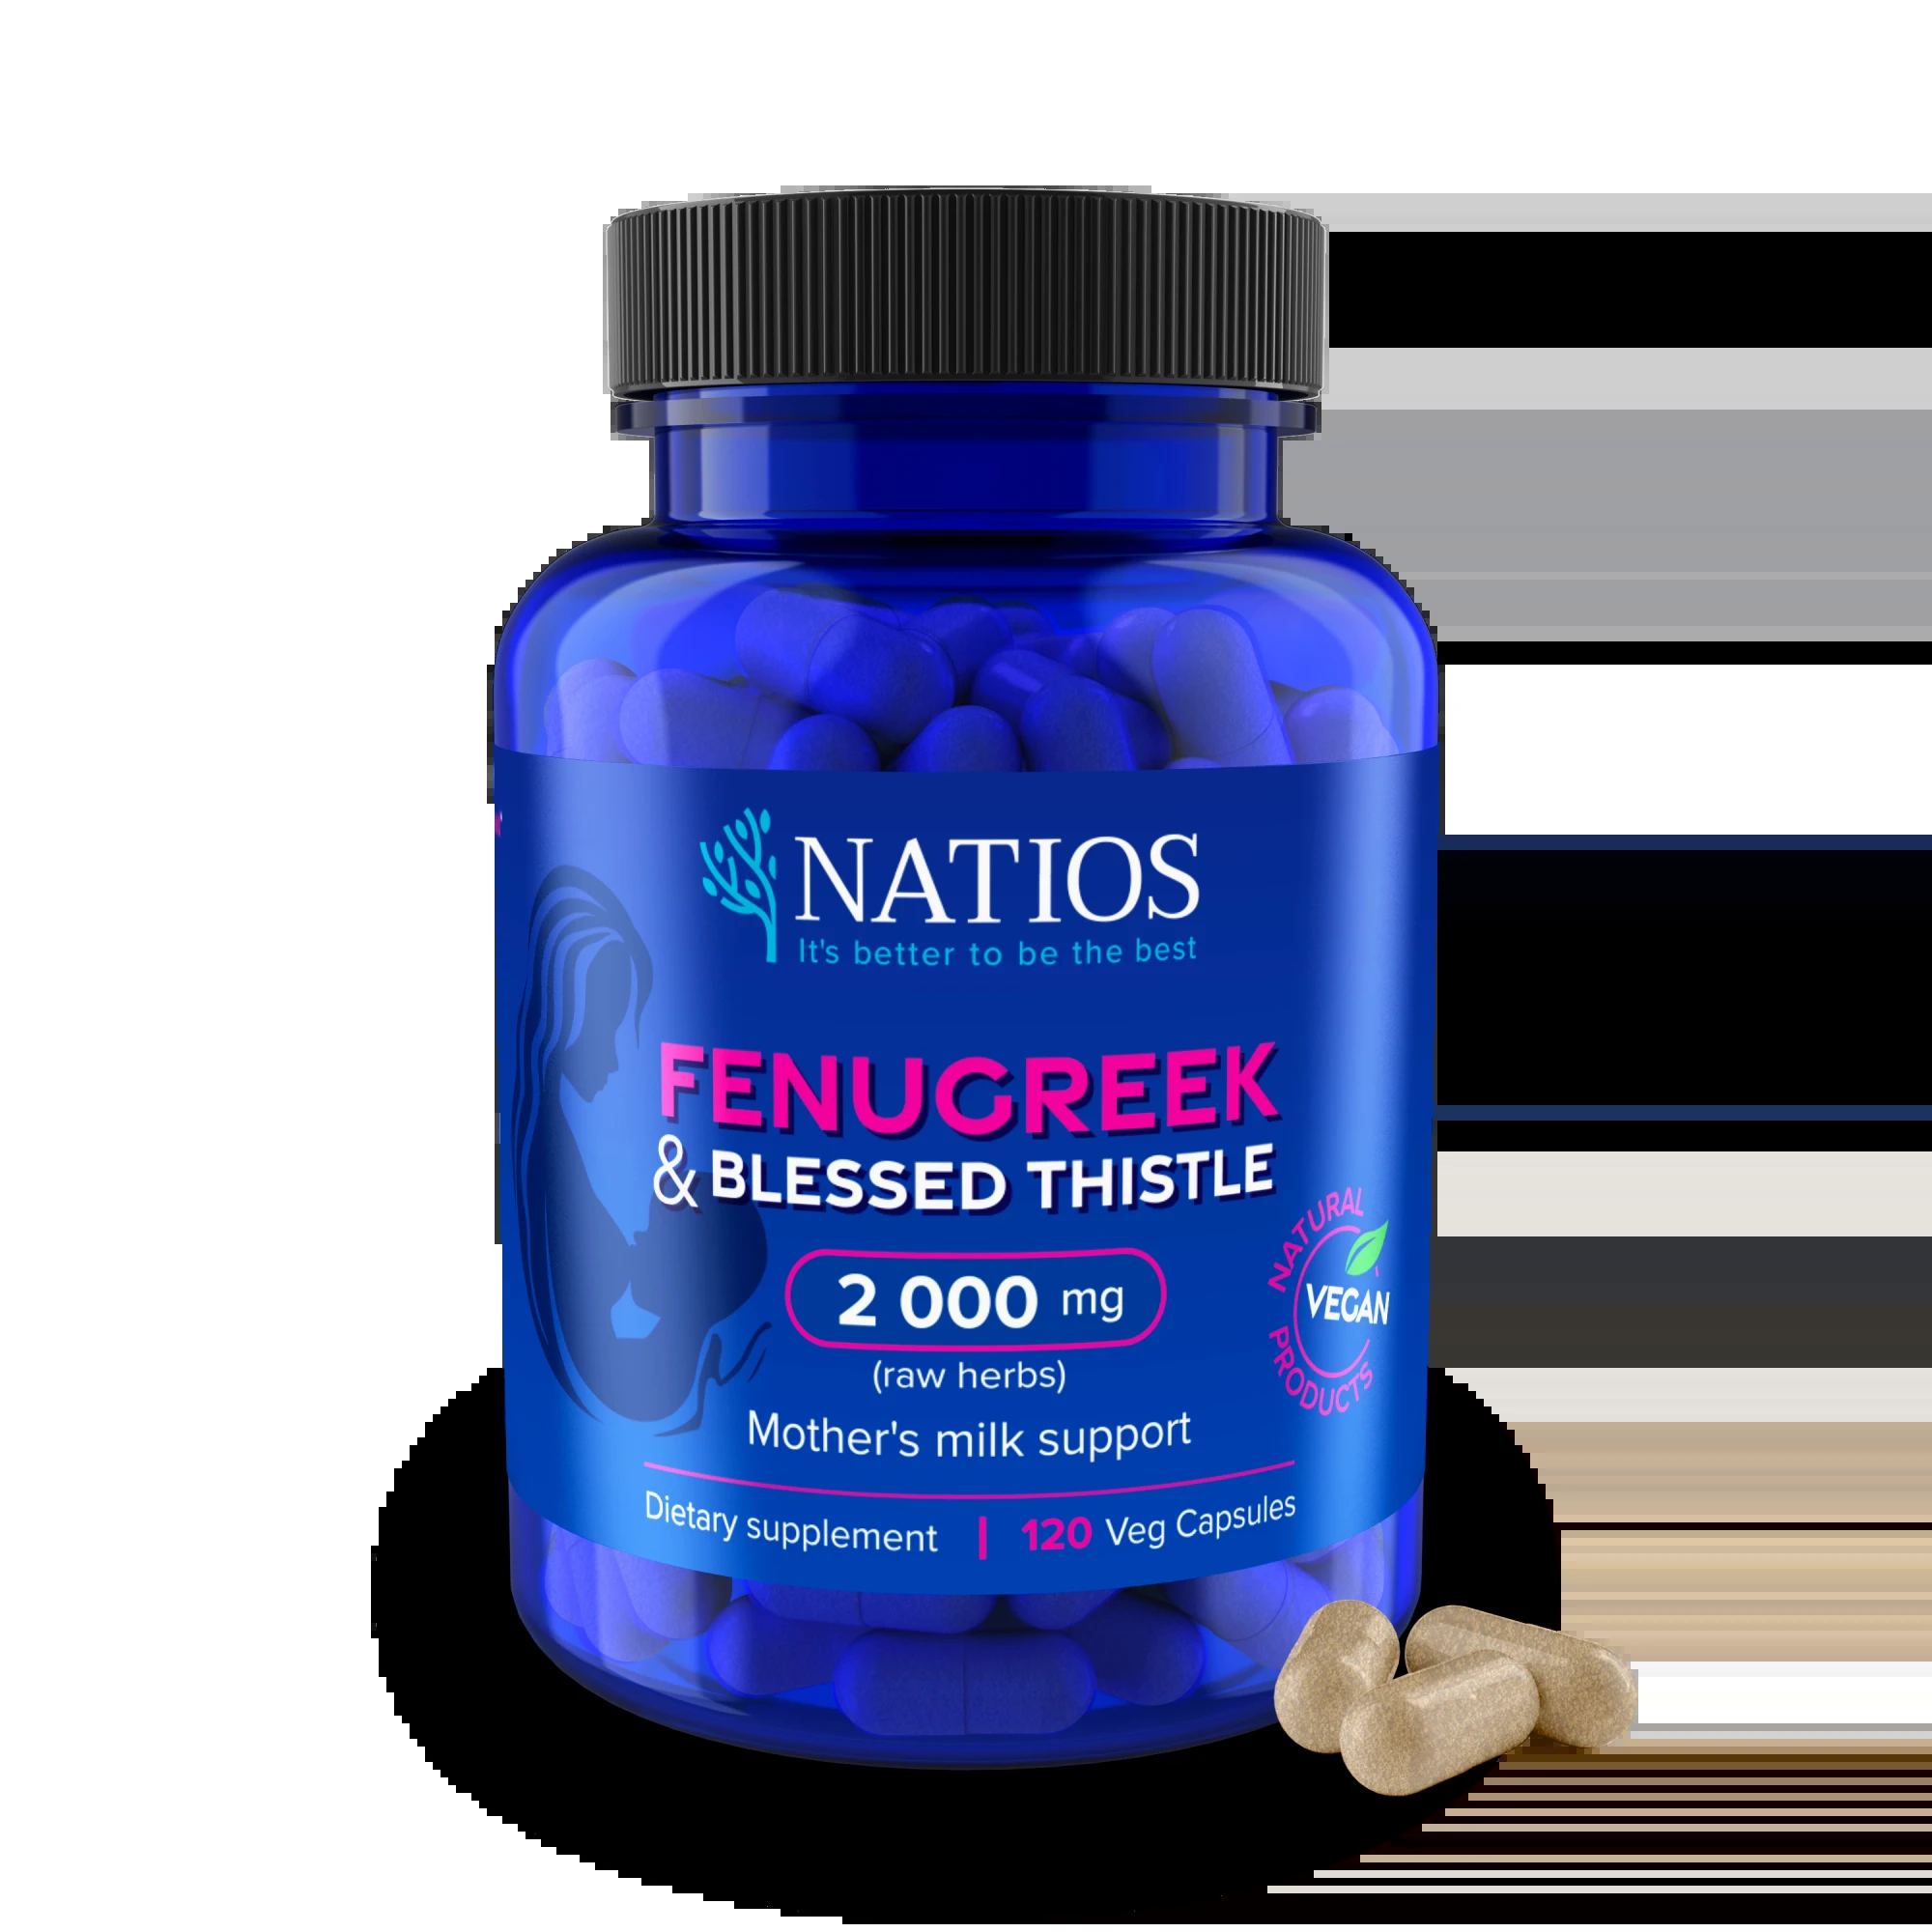 NATIOS
It's better to be the best
FENUGREEK
& BLESSED THISTLE
2 000 mg
(raw herbs)
NATURAL
VEGAN
PRODUCTS
Mother's milk support
Dietary supplement | 120 Veg Capsules